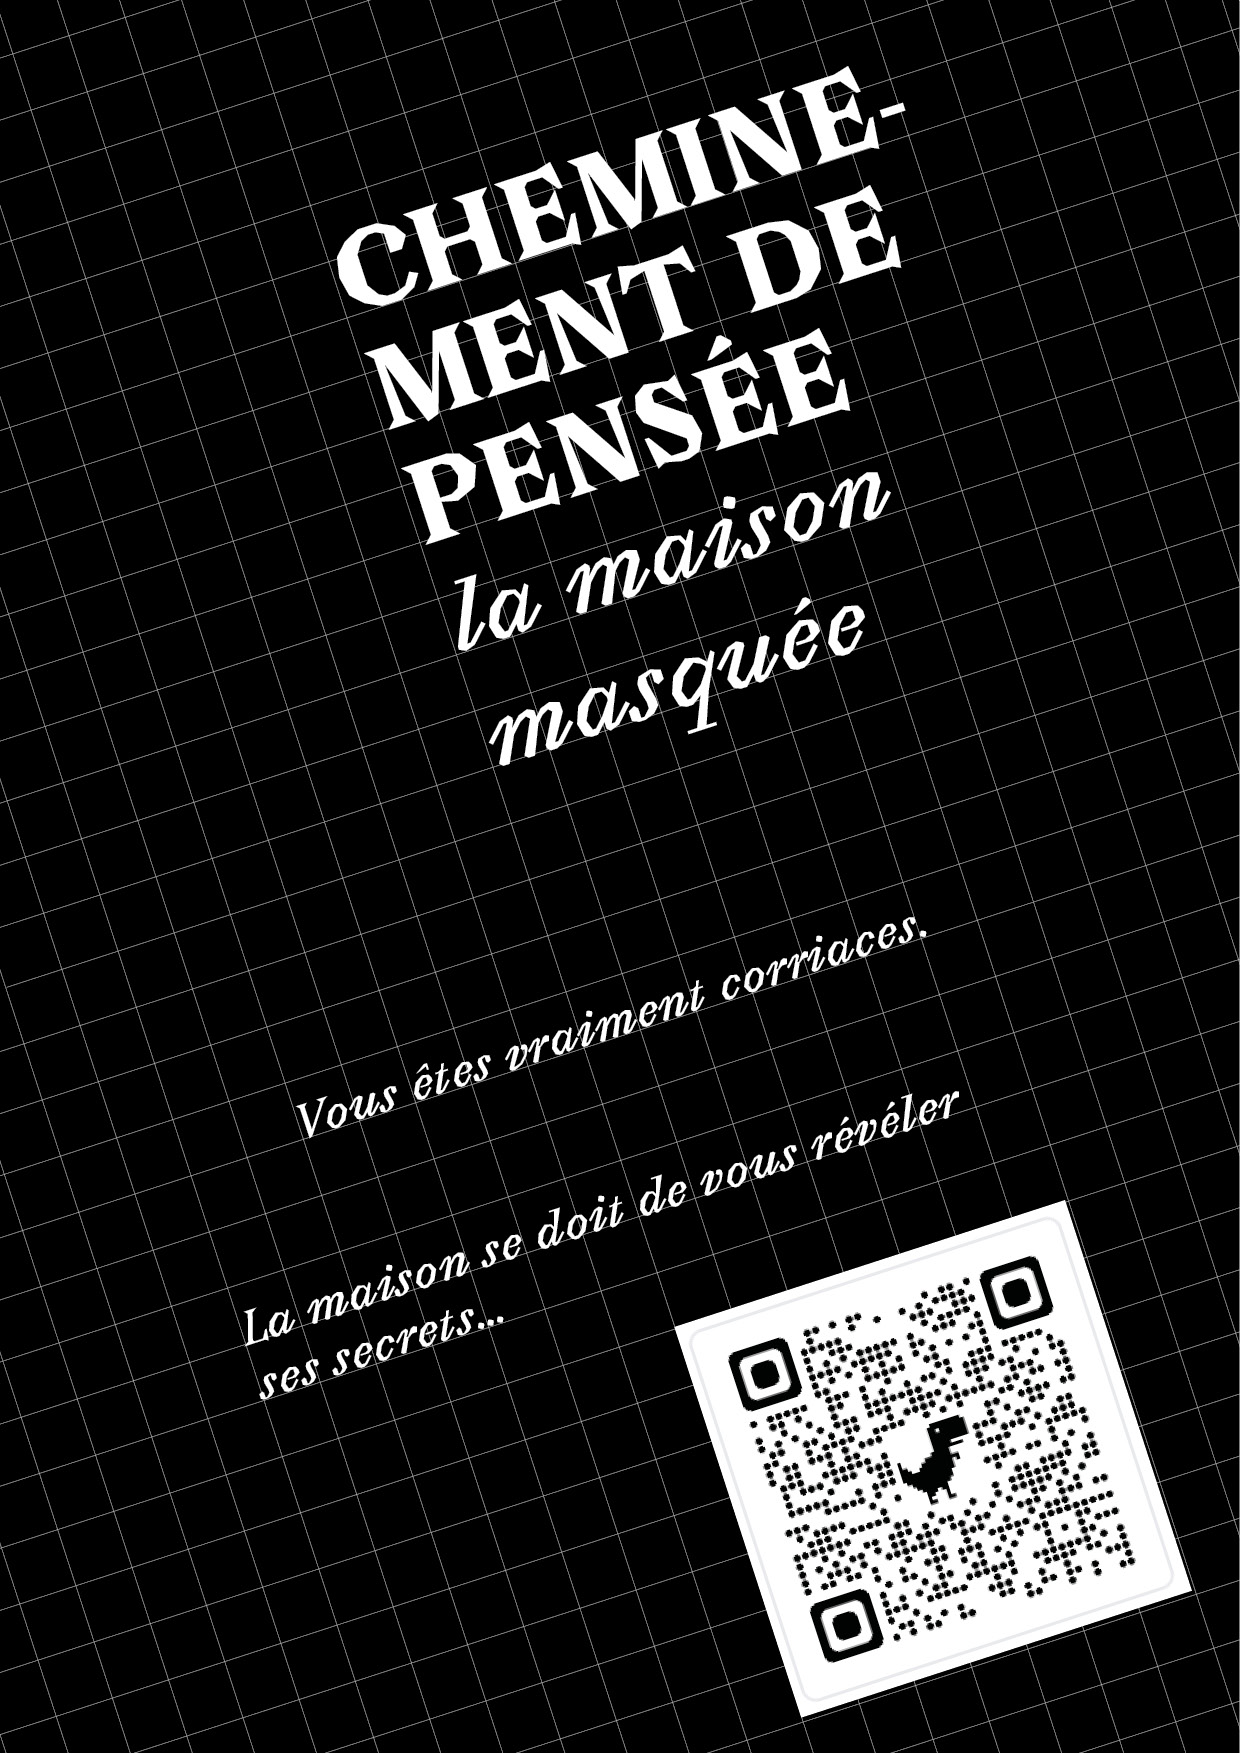 CHEMINE-
MENT DE
PENSÉE
la maison
masquée
Vous êtes vraiment corriaces.
La maison se doit de vous révéler
ses secrets...